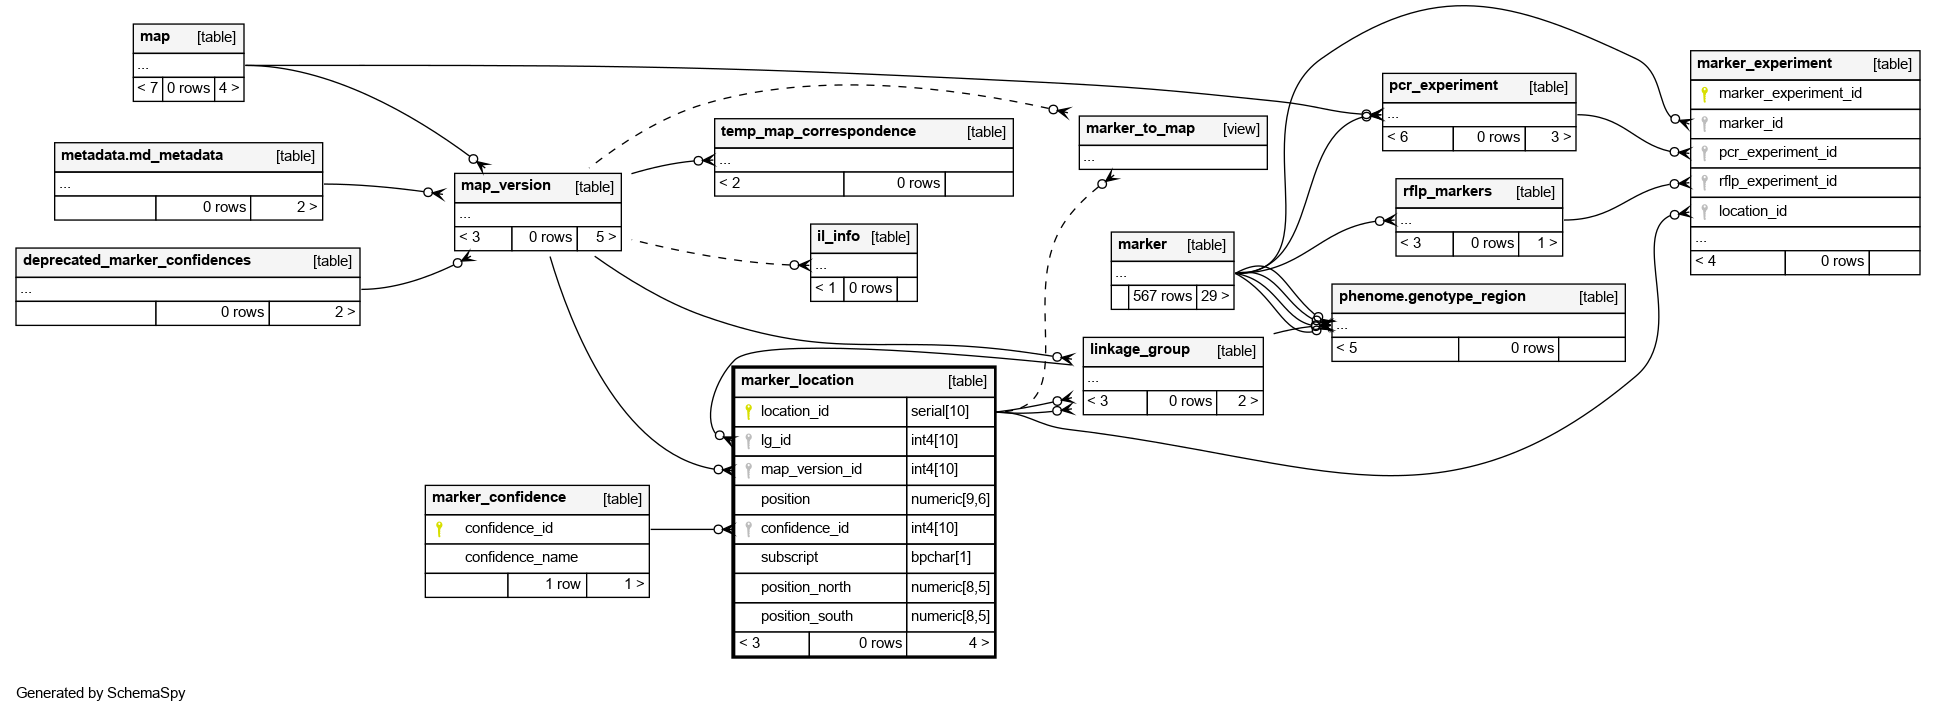 map [table]
...
< 7 0 rows 4 >
metadata.md_metadata [table]
...
0 rows 2 >
deprecated_marker_confidences [table]
...
0 rows 2 >
map_version [table]
...
< 3 0 rows 5 >
temp_map_correspondence [table]
...
< 2 0 rows
il_info [table]
...
< 1 0 rows
marker_to_map [view]
...
marker [table]
...
567 rows 29 >
linkage_group [table]
...
< 3 0 rows 2 >
pcr_experiment [table]
...
< 6 0 rows 3 >
rflp_markers [table]
...
< 3 0 rows 1 >
phenome.genotype_region [table]
...
< 5 0 rows
marker_experiment [table]
marker_experiment_id
marker_id
pcr_experiment_id
rflp_experiment_id
location_id
...
< 4 0 rows
marker_confidence [table]
confidence_id
confidence_name
1 row 1 >
marker_location [table]
location_id serial[10]
lg_id int4[10]
map_version_id int4[10]
position numeric[9,6]
confidence_id int4[10]
subscript bpchar[1]
position_north numeric[8,5]
position_south numeric[8,5]
< 3 0 rows 4 >
Generated by SchemaSpy